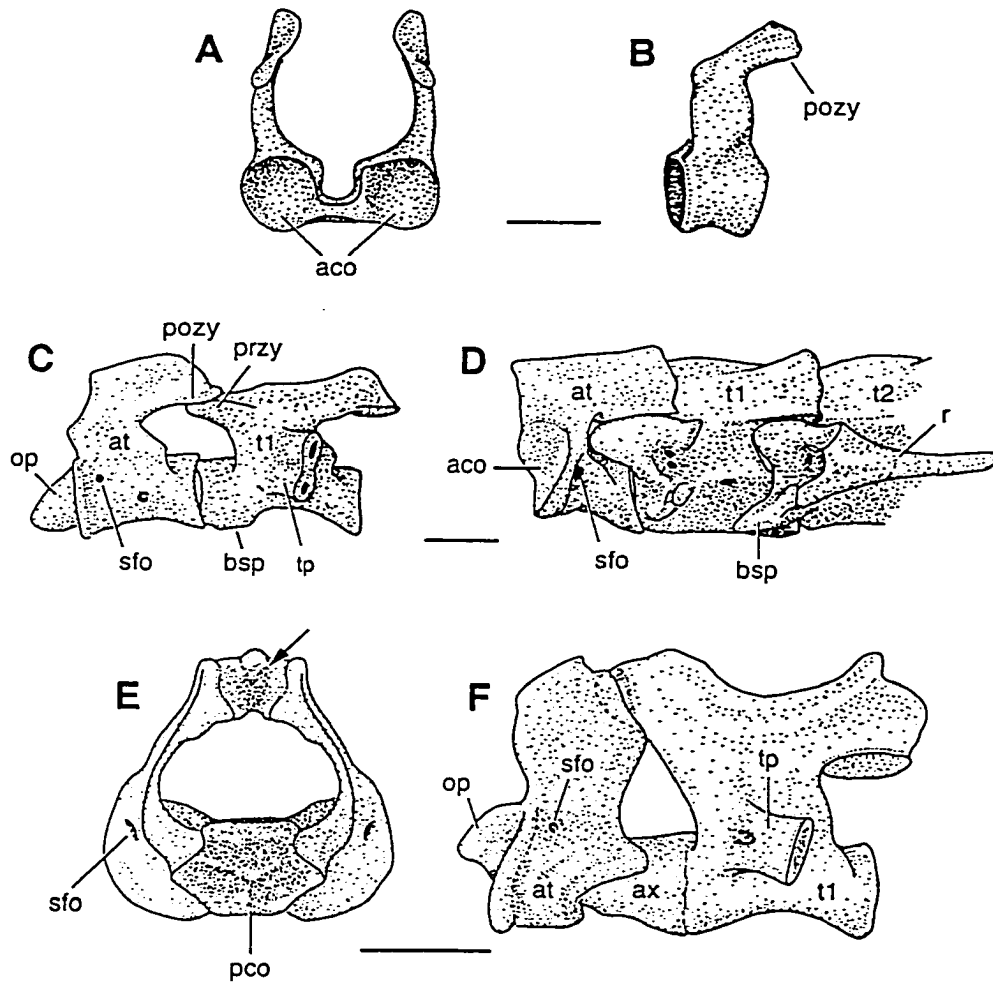 A
B
pozy
aco
C
pozy
przy
D
at
t1
t2
r
op
at
t1
aco
sfo
bsp
tp
sfo
bsp
E
F
sfo
tp
op
sfo
at
ax
t1
pco